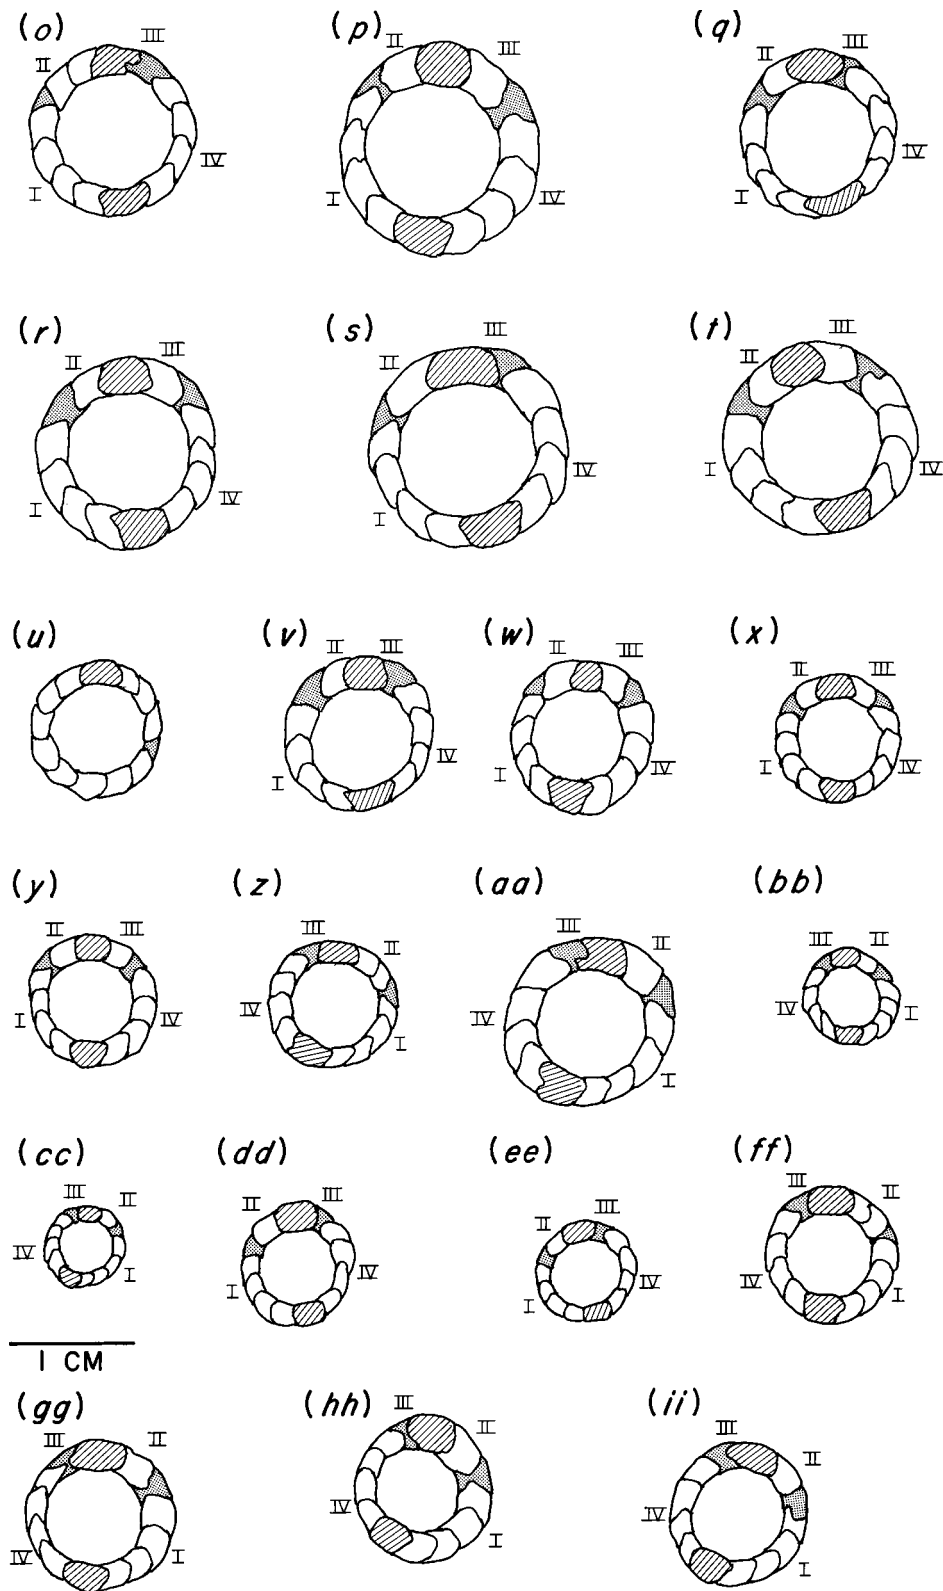 (o) II III IV I
(p) II III IV I
(q) II III IV I
(r) II III IV I
(s) II III IV I
(t) II III IV I
(u)
(v) II III IV I
(w) II III IV I
(x) II III IV I
(y) II III IV I
(z) III II IV I
(aa) III II IV I
(bb) III II IV I
(cc) III II IV I
(dd) II III IV I
(ee) II III IV I
(ff) III II IV I
1 CM
(gg) III II IV I
(hh) III II IV I
(ii) III II IV I